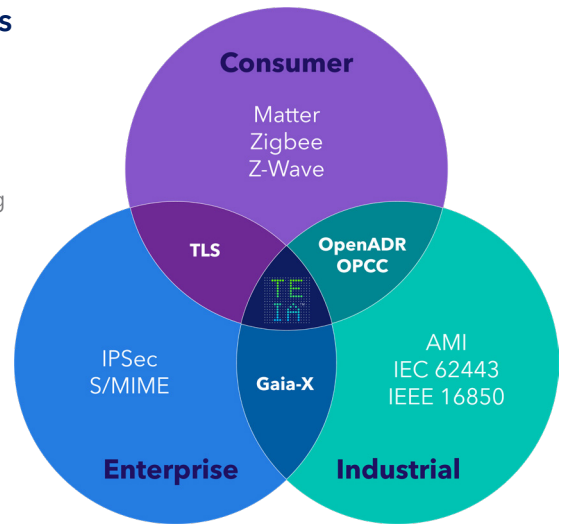 s
Consumer
Matter
Zigbee
Z-Wave
g
TLS
OpenADR
OPCC
TE
IA
IPSec
S/MIME
Gaia-X
AMI
IEC 62443
IEEE 16850
Enterprise
Industrial